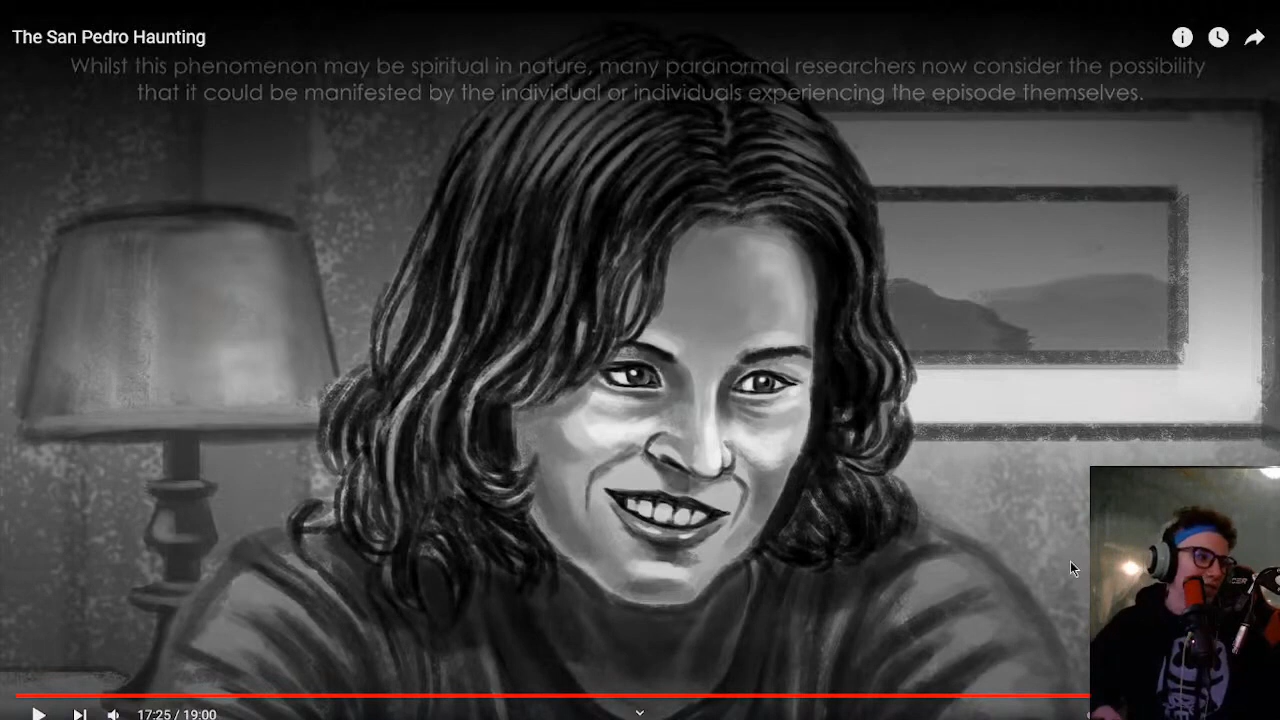 The San Pedro Haunting
Whilst this phenomenon may be spiritual in nature, many paranormal researchers now consider the possibility
that it could be manifested by the individual or individuals experiencing the episode themselves.
17:25 / 19:00